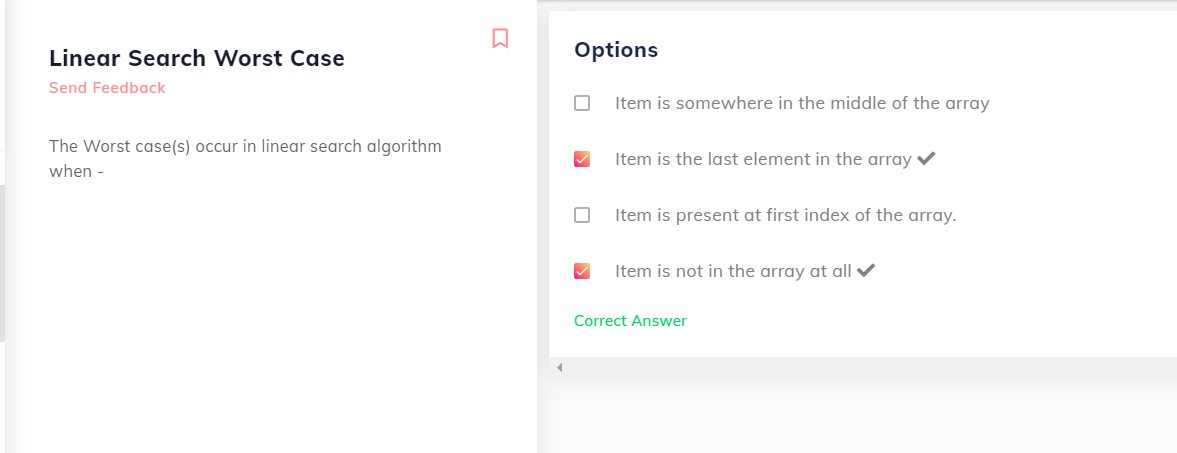 Linear Search Worst Case
Send Feedback
The Worst case(s) occur in linear search algorithm
when -
Options
Item is somewhere in the middle of the array
Item is the last element in the array
Item is present at first index of the array.
Item is not in the array at all
Correct Answer